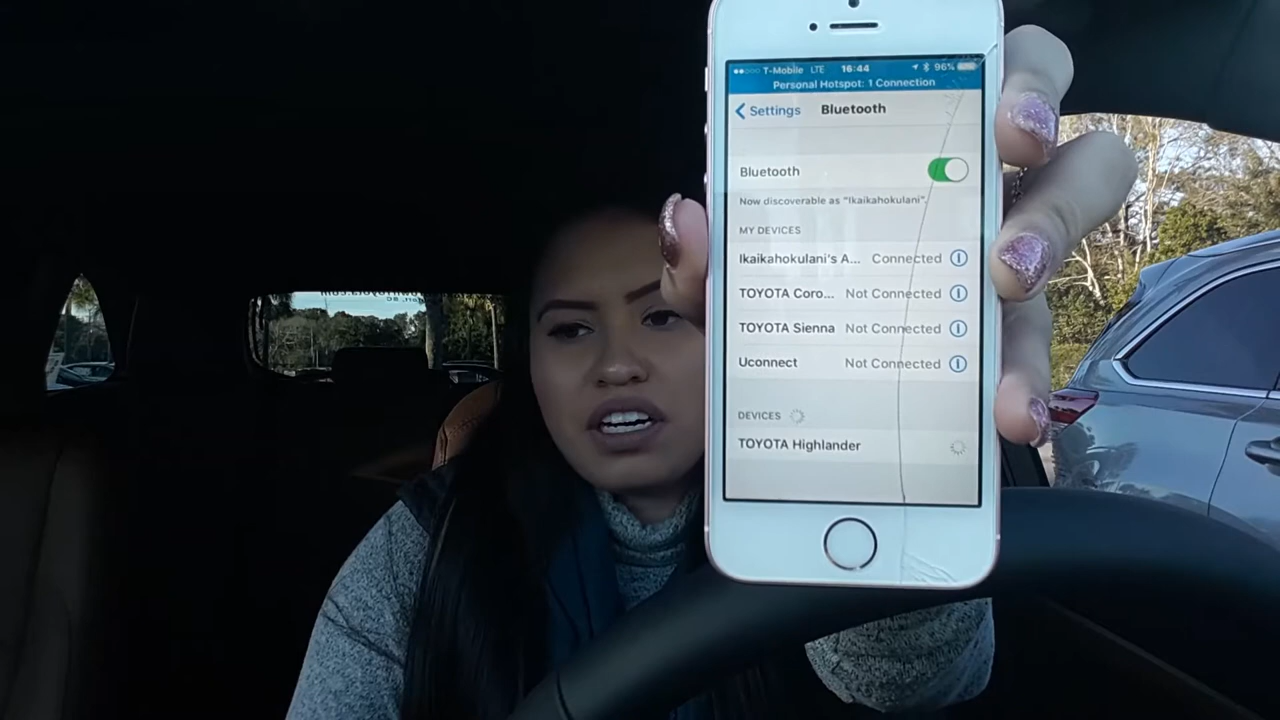 T-Mobile LTE 16:44 96%
Personal Hotspot: 1 Connection
Settings Bluetooth
Bluetooth
Now discoverable as "Ikaikahokulani".
MY DEVICES
Ikaikahokulani's A... Connected
TOYOTA Coro... Not Connected
TOYOTA Sienna Not Connected
Uconnect Not Connected
DEVICES
TOYOTA Highlander